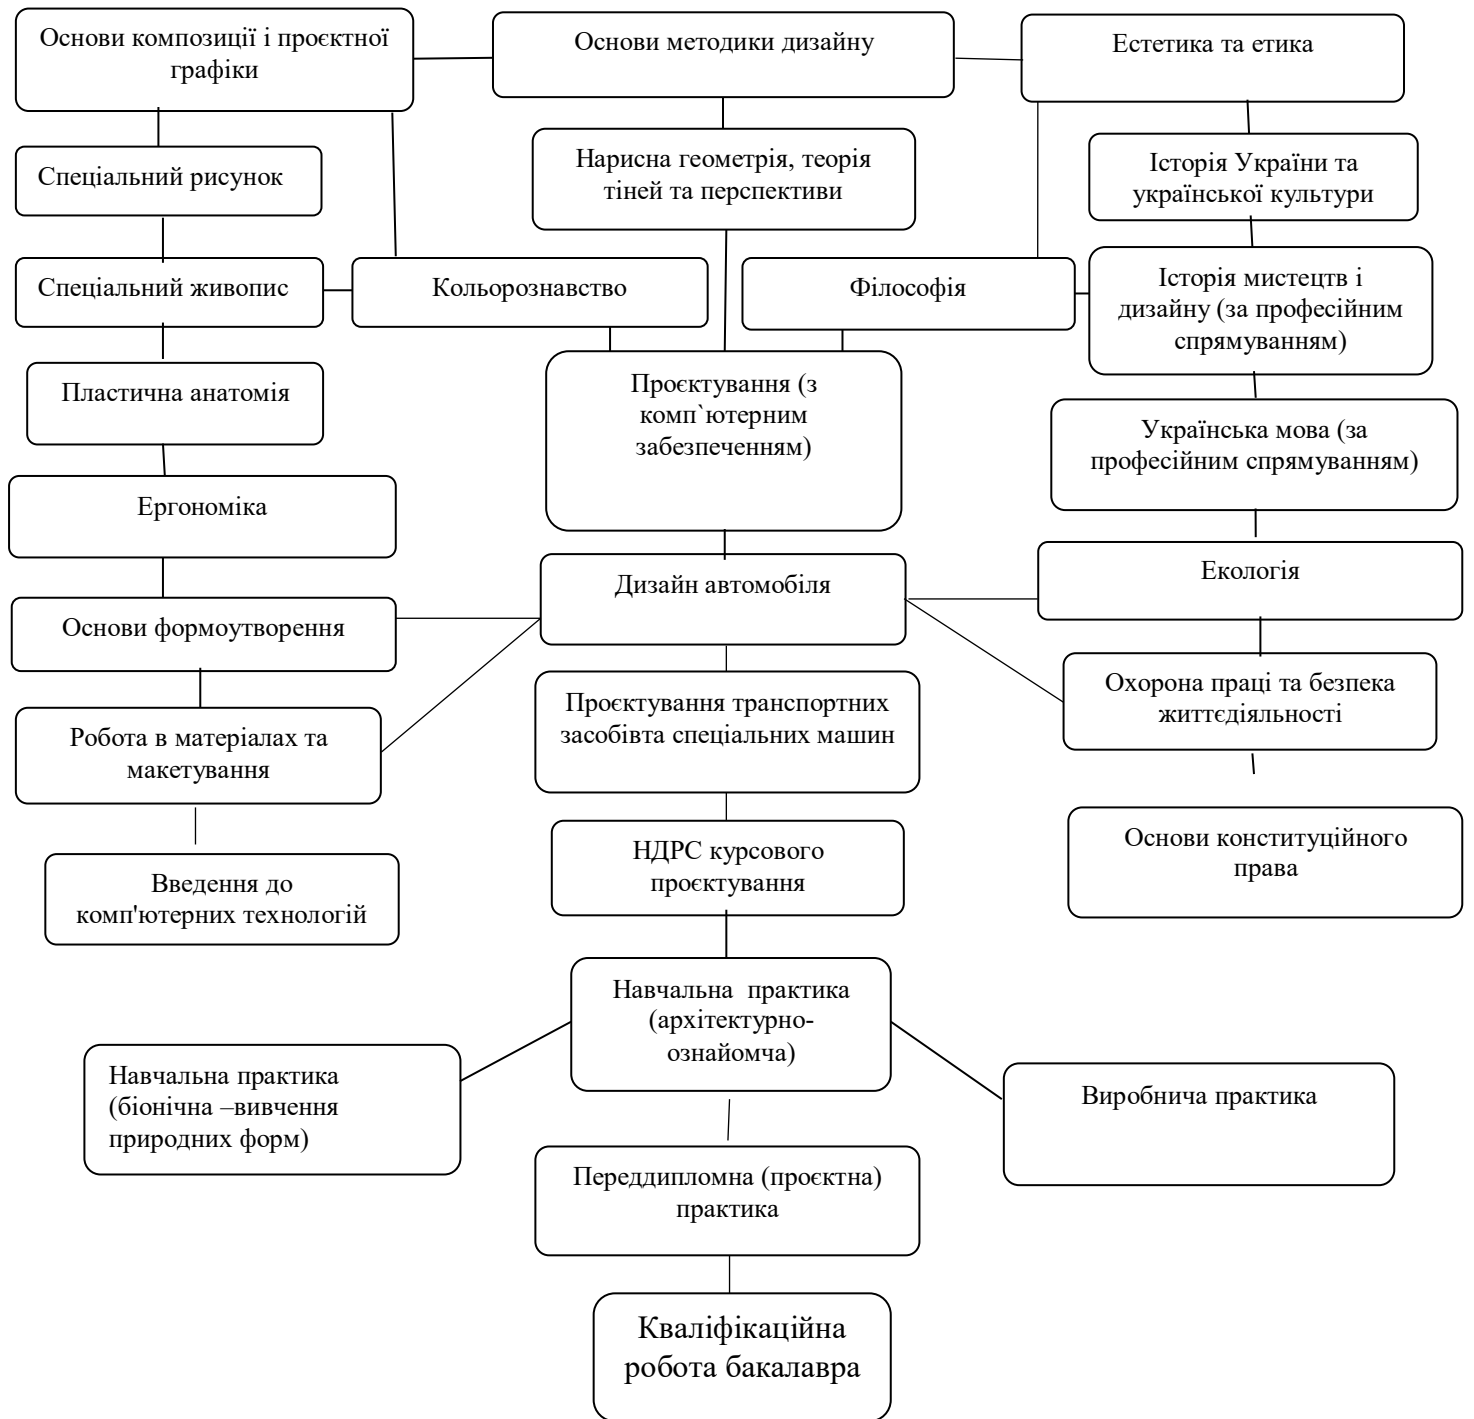 Основи композиції і проєктної
графіки
Основи методики дизайну
Естетика та етика
Спеціальний рисунок
Нарисна геометрія, теорія
тіней та перспективи
Історія України та
української культури
Спеціальний живопис
Кольорознавство
Філософія
Історія мистецтв і
дизайну (за професійним
спрямуванням)
Пластична анатомія
Проєктування (з
комп`ютерним
забезпеченням)
Українська мова (за
професійним спрямуванням)
Ергономіка
Дизайн автомобіля
Екологія
Основи формоутворення
Проєктування транспортних
засобівта спеціальних машин
Охорона праці та безпека
життєдіяльності
Робота в матеріалах та
макетування
НДРС курсового
проєктування
Основи конституційного
права
Введення до
комп'ютерних технологій
Навчальна  практика
(архітектурно-
ознайомча)
Навчальна практика
(біонічна –вивчення
природних форм)
Виробнича практика
Переддипломна (проєктна)
практика
Кваліфікаційна
робота бакалавра